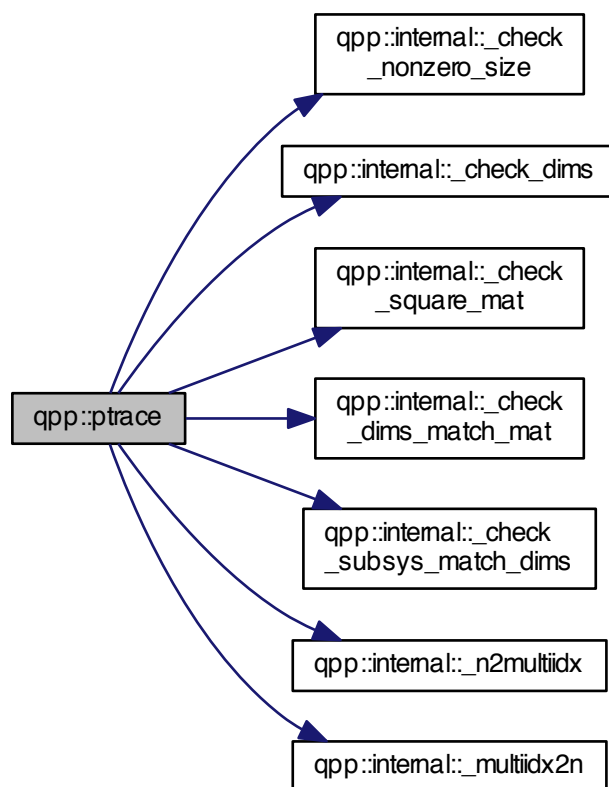 qpp::internal::_check
_nonzero_size
qpp::internal::_check_dims
qpp::internal::_check
_square_mat
qpp::ptrace
qpp::internal::_check
_dims_match_mat
qpp::internal::_check
_subsys_match_dims
qpp::internal::_n2multiidx
qpp::internal::_multiidx2n